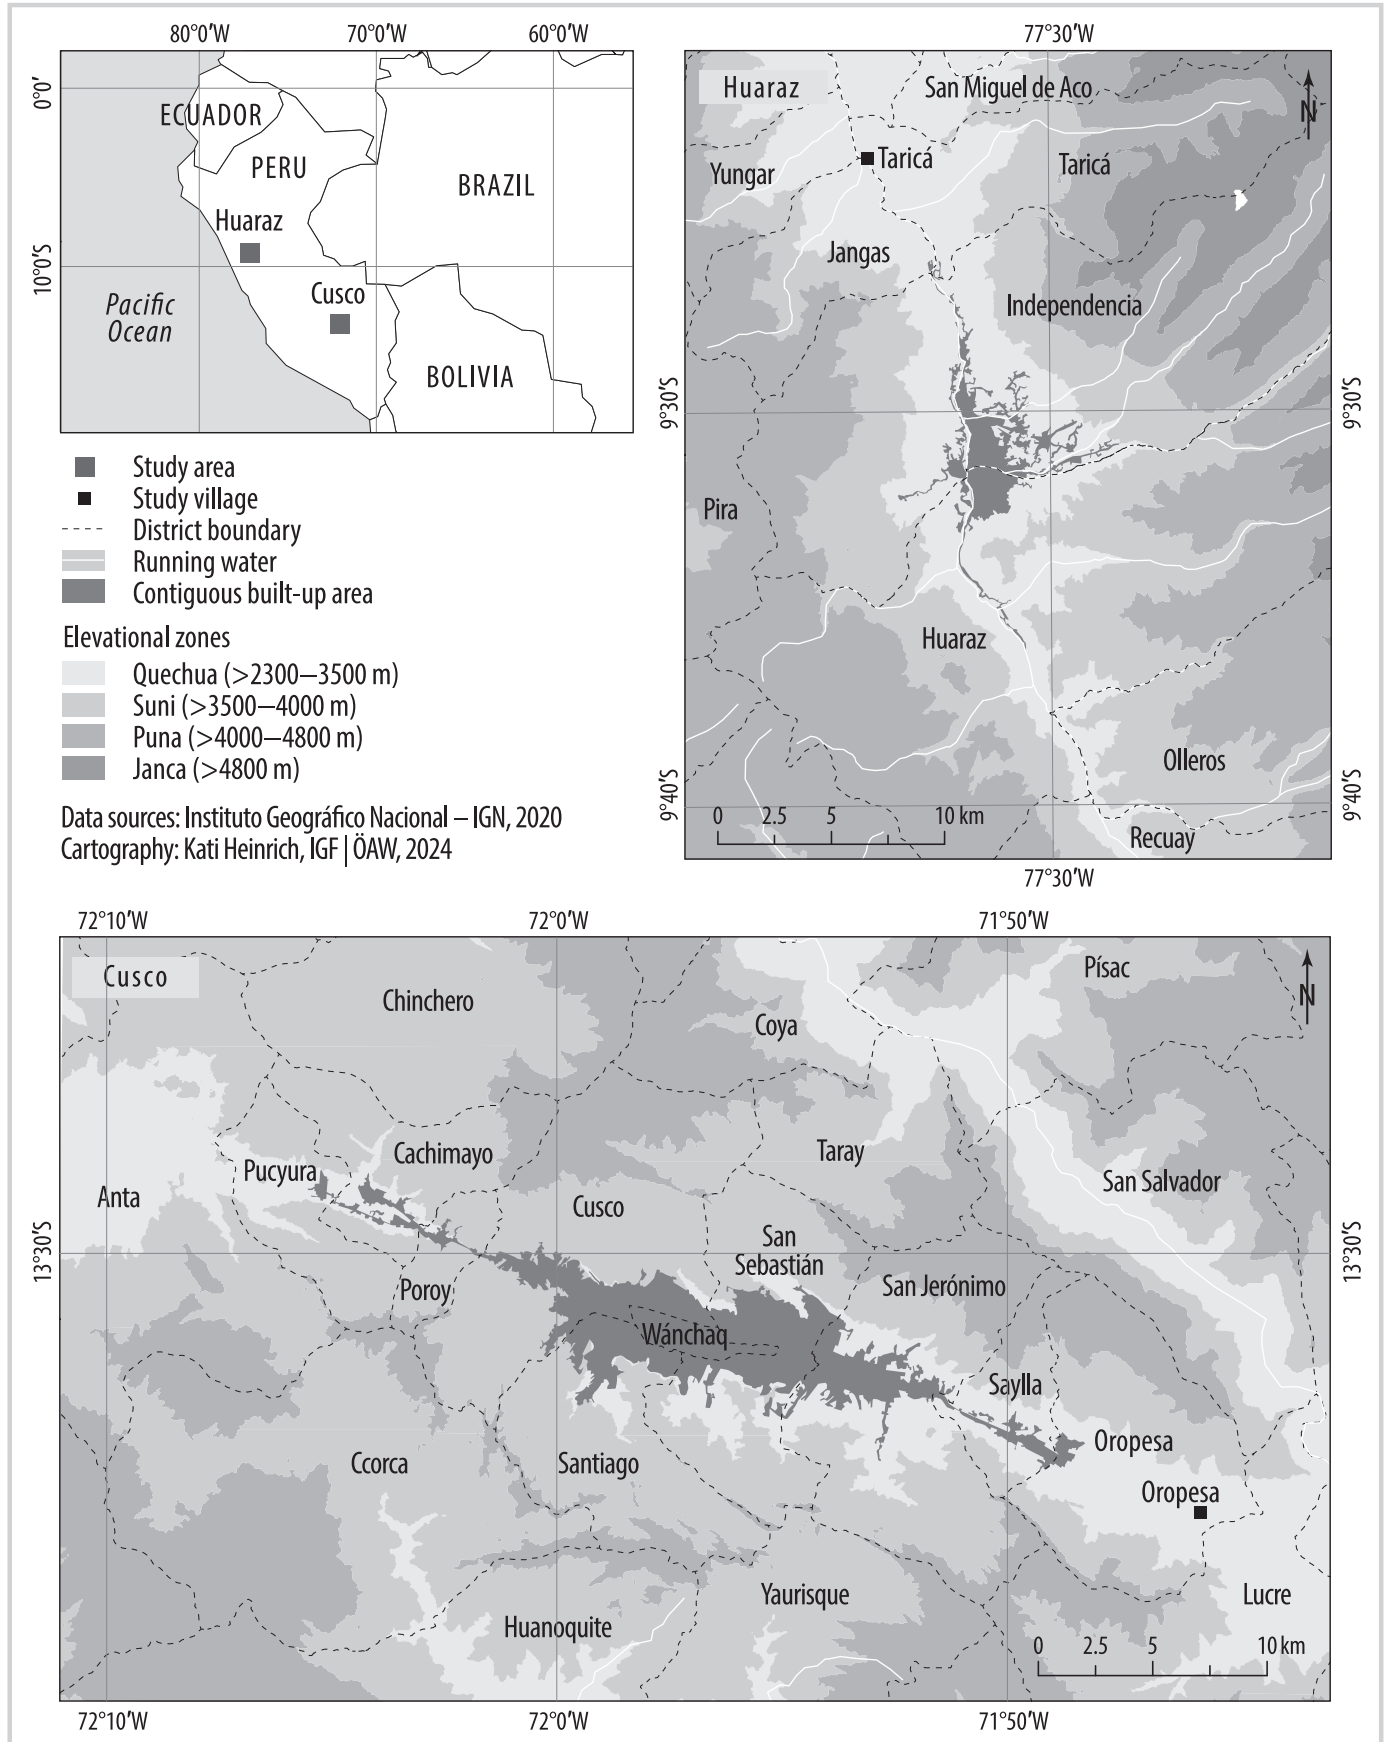 80°0′W 70°0′W 60°0′W
0°0′
10°0′S
ECUADOR
PERU
BRAZIL
Huaraz
Cusco
Pacific
Ocean
BOLIVIA
Study area
Study village
District boundary
Running water
Contiguous built-up area
Elevational zones
Quechua (>2300–3500 m)
Suni (>3500–4000 m)
Puna (>4000–4800 m)
Janca (>4800 m)
Data sources: Instituto Geográfico Nacional – IGN, 2020
Cartography: Kati Heinrich, IGF | ÖAW, 2024
77°30′W
Huaraz
San Miguel de Aco
N
Taricá
Taricá
Yungar
Jangas
Independencia
9°30′S
9°30′S
Pira
Huaraz
Olleros
9°40′S
9°40′S
0 2.5 5 10 km
Recuay
77°30′W
72°10′W 72°0′W 71°50′W
Cusco
Písac
N
Chinchero
Coya
Cachimayo
Taray
Pucyura
San Salvador
Anta
Cusco
13°30′S
13°30′S
San
Sebastián
San Jerónimo
Poroy
Wánchaq
Saylla
Oropesa
Ccorca
Santiago
Oropesa
Yaurisque
Lucre
Huanoquite
0 2.5 5 10 km
72°10′W 72°0′W 71°50′W